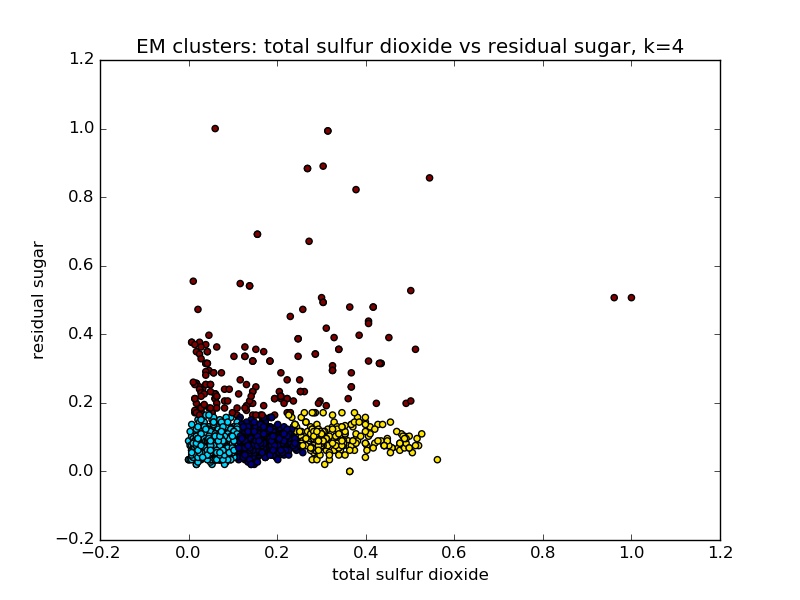 EM clusters: total sulfur dioxide vs residual sugar, k=4
1.2
1.0
0.8
0.6
0.4
0.2
0.0
−0.2
residual sugar
−0.2 0.0 0.2 0.4 0.6 0.8 1.0 1.2
total sulfur dioxide